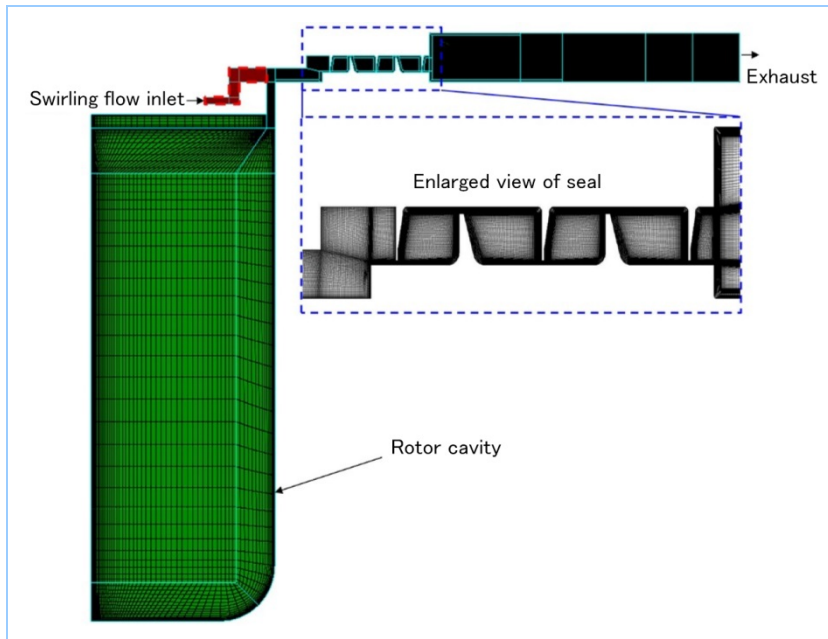 Exhaust
Swirling flow inlet
Enlarged view of seal
Rotor cavity